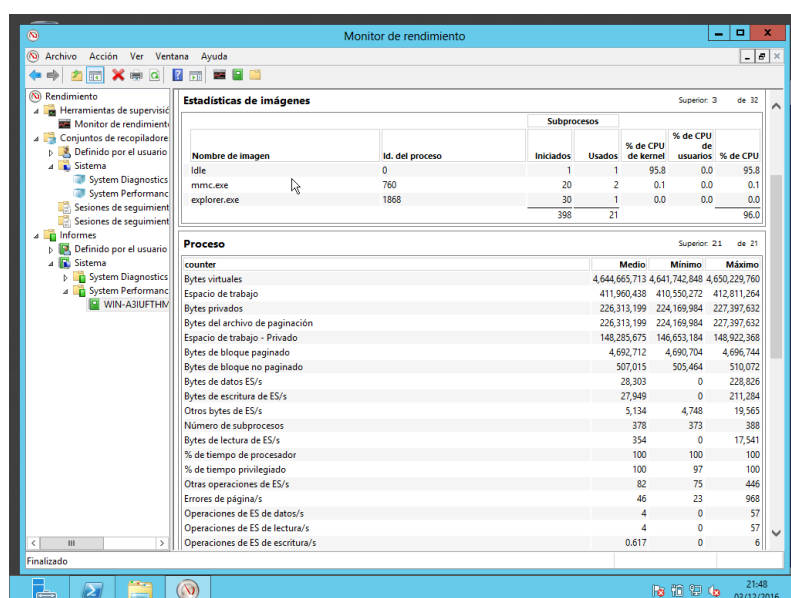 Monitor de rendimiento
Archivo Acción Ver Ventana Ayuda
Rendimiento
Herramientas de supervisió
Monitor de rendimient
Conjuntos de recopiladore
Definido por el usuario
Sistema
System Diagnostics
System Performanc
Sesiones de seguimient
Sesiones de seguimient
Informes
Definido por el usuario
Sistema
System Diagnostics
System Performanc
WIN-A3IUFTHM
Estadísticas de imágenes Superior: 3 de 32
Subprocesos
Nombre de imagen Id. del proceso Iniciados Usados % de CPU de kernel % de CPU de usuarios % de CPU
Idle 0 1 1 95.8 0.0 95.8
mmc.exe 760 20 2 0.1 0.0 0.1
explorer.exe 1868 30 1 0.0 0.0 0.0
398 21 96.0
Proceso Superior: 21 de 21
counter Medio Mínimo Máximo
Bytes virtuales 4,644,665,713 4,641,742,848 4,650,229,760
Espacio de trabajo 411,960,438 410,550,272 412,811,264
Bytes privados 226,313,199 224,169,984 227,397,632
Bytes del archivo de paginación 226,313,199 224,169,984 227,397,632
Espacio de trabajo - Privado 148,285,675 146,653,184 148,922,368
Bytes de bloque paginado 4,692,712 4,690,704 4,696,744
Bytes de bloque no paginado 507,015 505,464 510,072
Bytes de datos ES/s 28,303 0 228,826
Bytes de escritura de ES/s 27,949 0 211,284
Otros bytes de ES/s 5,134 4,748 19,565
Número de subprocesos 378 373 388
Bytes de lectura de ES/s 354 0 17,541
% de tiempo de procesador 100 100 100
% de tiempo privilegiado 100 97 100
Otras operaciones de ES/s 82 75 446
Errores de página/s 46 23 968
Operaciones de ES de datos/s 4 0 57
Operaciones de ES de lectura/s 4 0 57
Operaciones de ES de escritura/s 0.617 0 6
Finalizado
21:48
03/12/2016